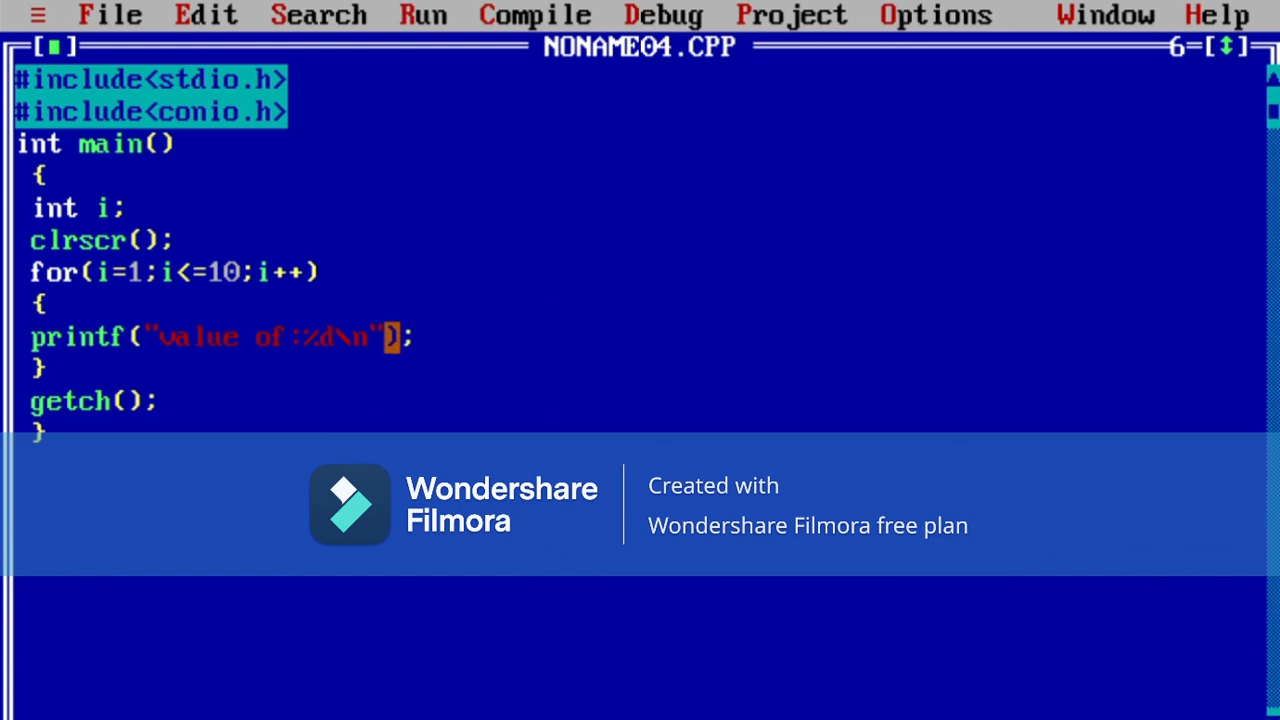 ≡ File Edit Search Run Compile Debug Project Options Window Help
[■] NONAME04.CPP 6=[↕]
#include<stdio.h>
#include<conio.h>
int main()
{
int i;
clrscr();
for(i=1;i<=10;i++)
{
printf("value of:%d\n");
}
getch();
}
Wondershare
Filmora
Created with
Wondershare Filmora free plan